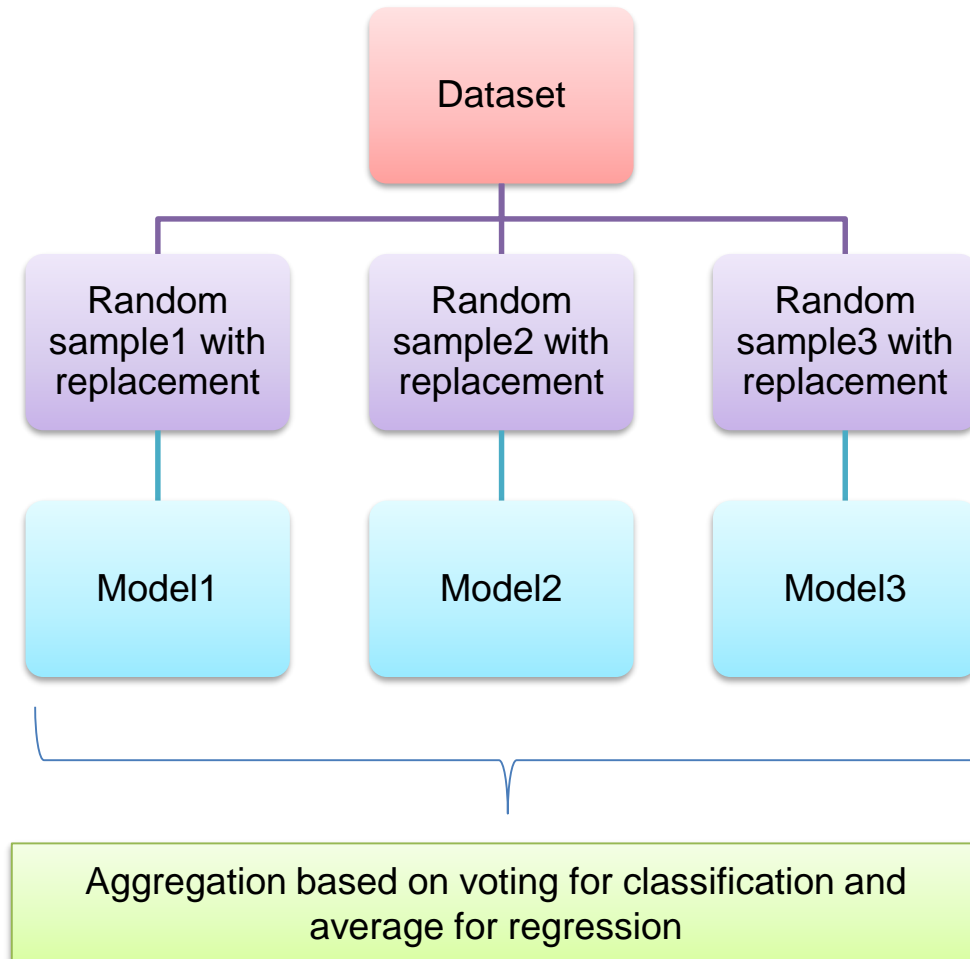 Dataset
Random
sample1 with
replacement
Random
sample2 with
replacement
Random
sample3 with
replacement
Model1
Model2
Model3
Aggregation based on voting for classification and
average for regression